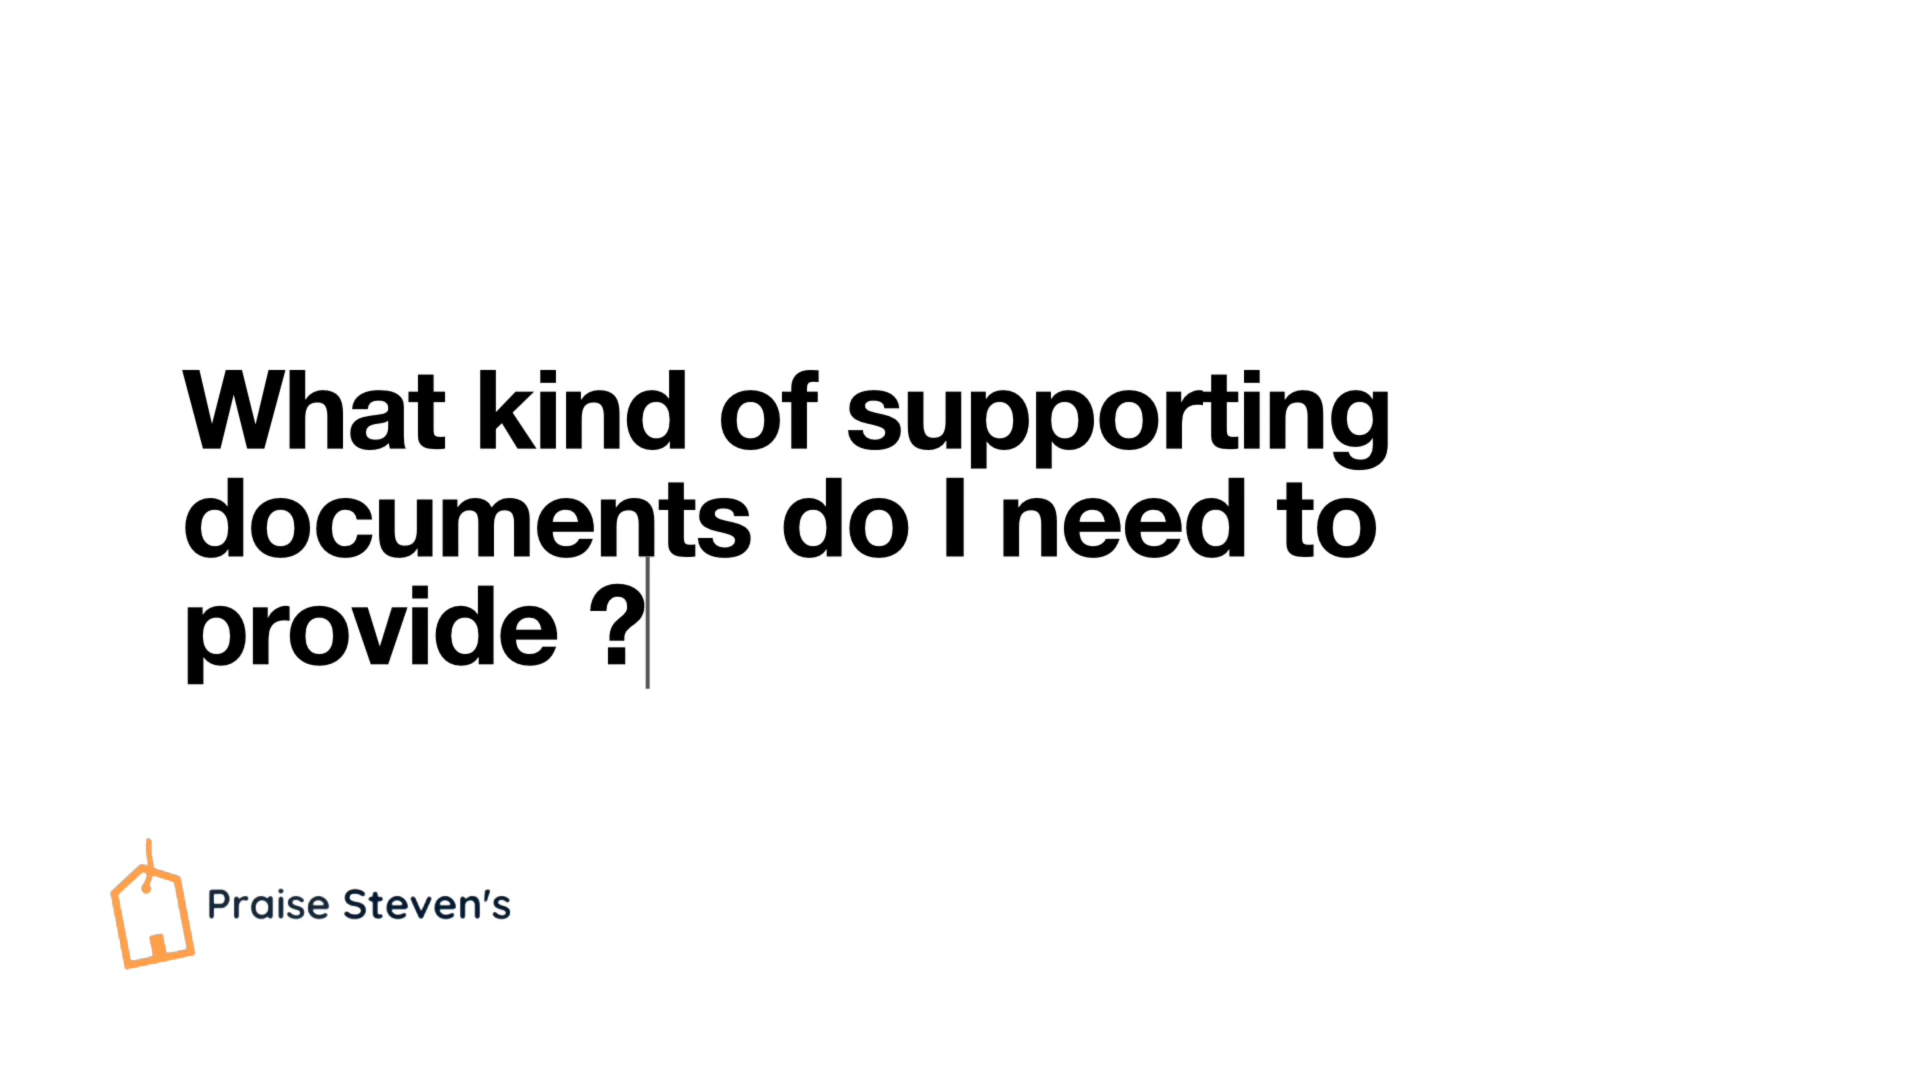 What kind of supporting
documents do I need to
provide ?
Praise Steven's